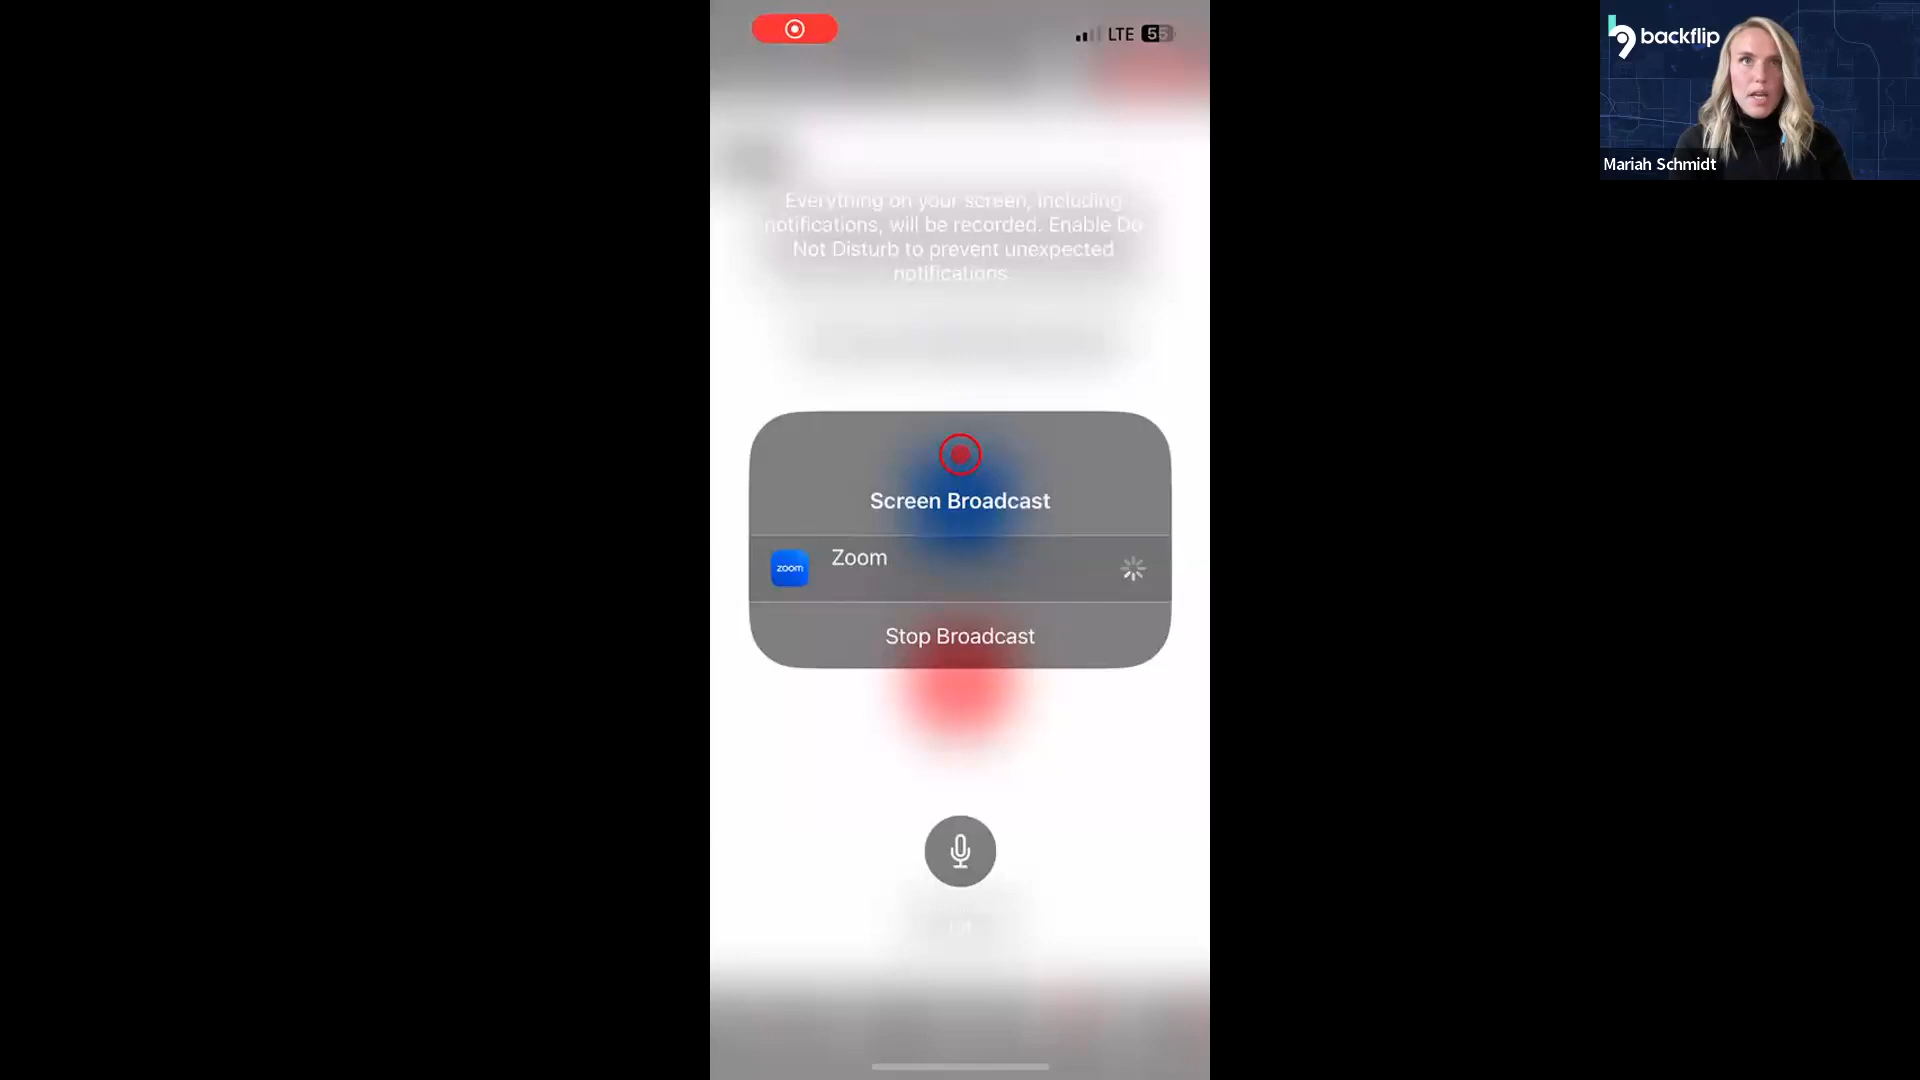 LTE 55
Everything on your screen, including
notifications, will be recorded. Enable Do
Not Disturb to prevent unexpected
notifications.
Screen Broadcast
zoom
Zoom
Stop Broadcast
backflip
Mariah Schmidt